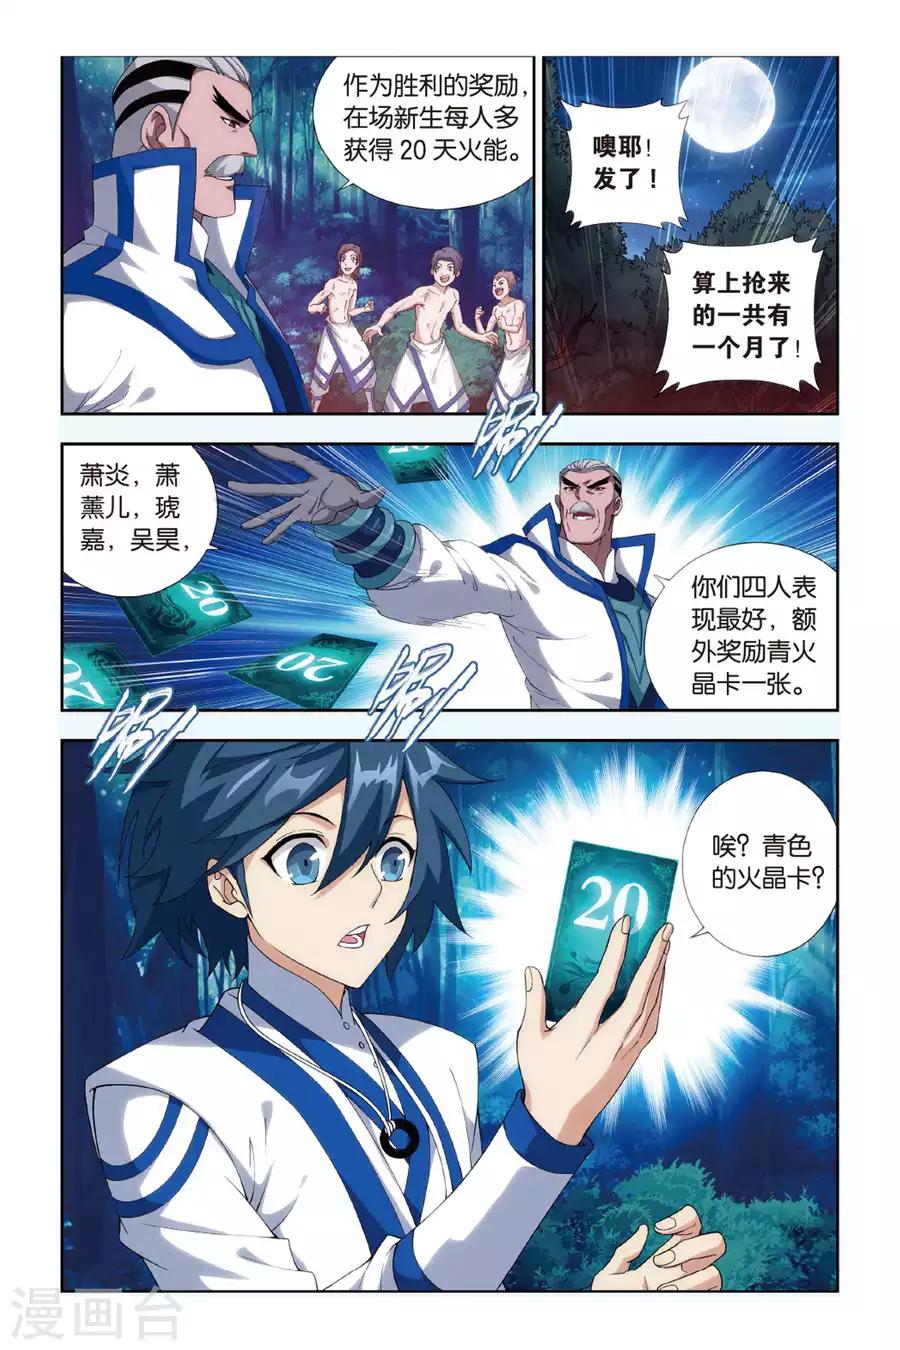 作为胜利的奖励，
在场新生每人多
获得 20 天火能。
噢耶！
发了！
算上抢来
的一共有
一个月了！
萧炎，萧
薰儿，琥
嘉，吴昊，
唰
你们四人表
现最好，额
外奖励青火
晶卡一张。
20
20
20
20
唰
唰
唉？青色
的火晶卡？
20
漫画台